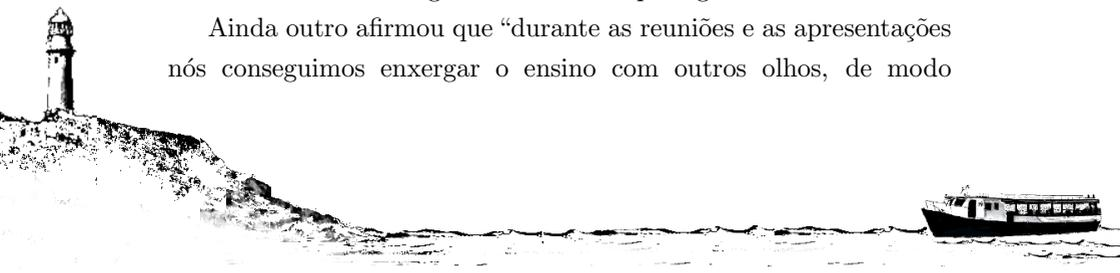 Ainda outro afirmou que “durante as reuniões e as apresentações
nós conseguimos enxergar o ensino com outros olhos, de modo